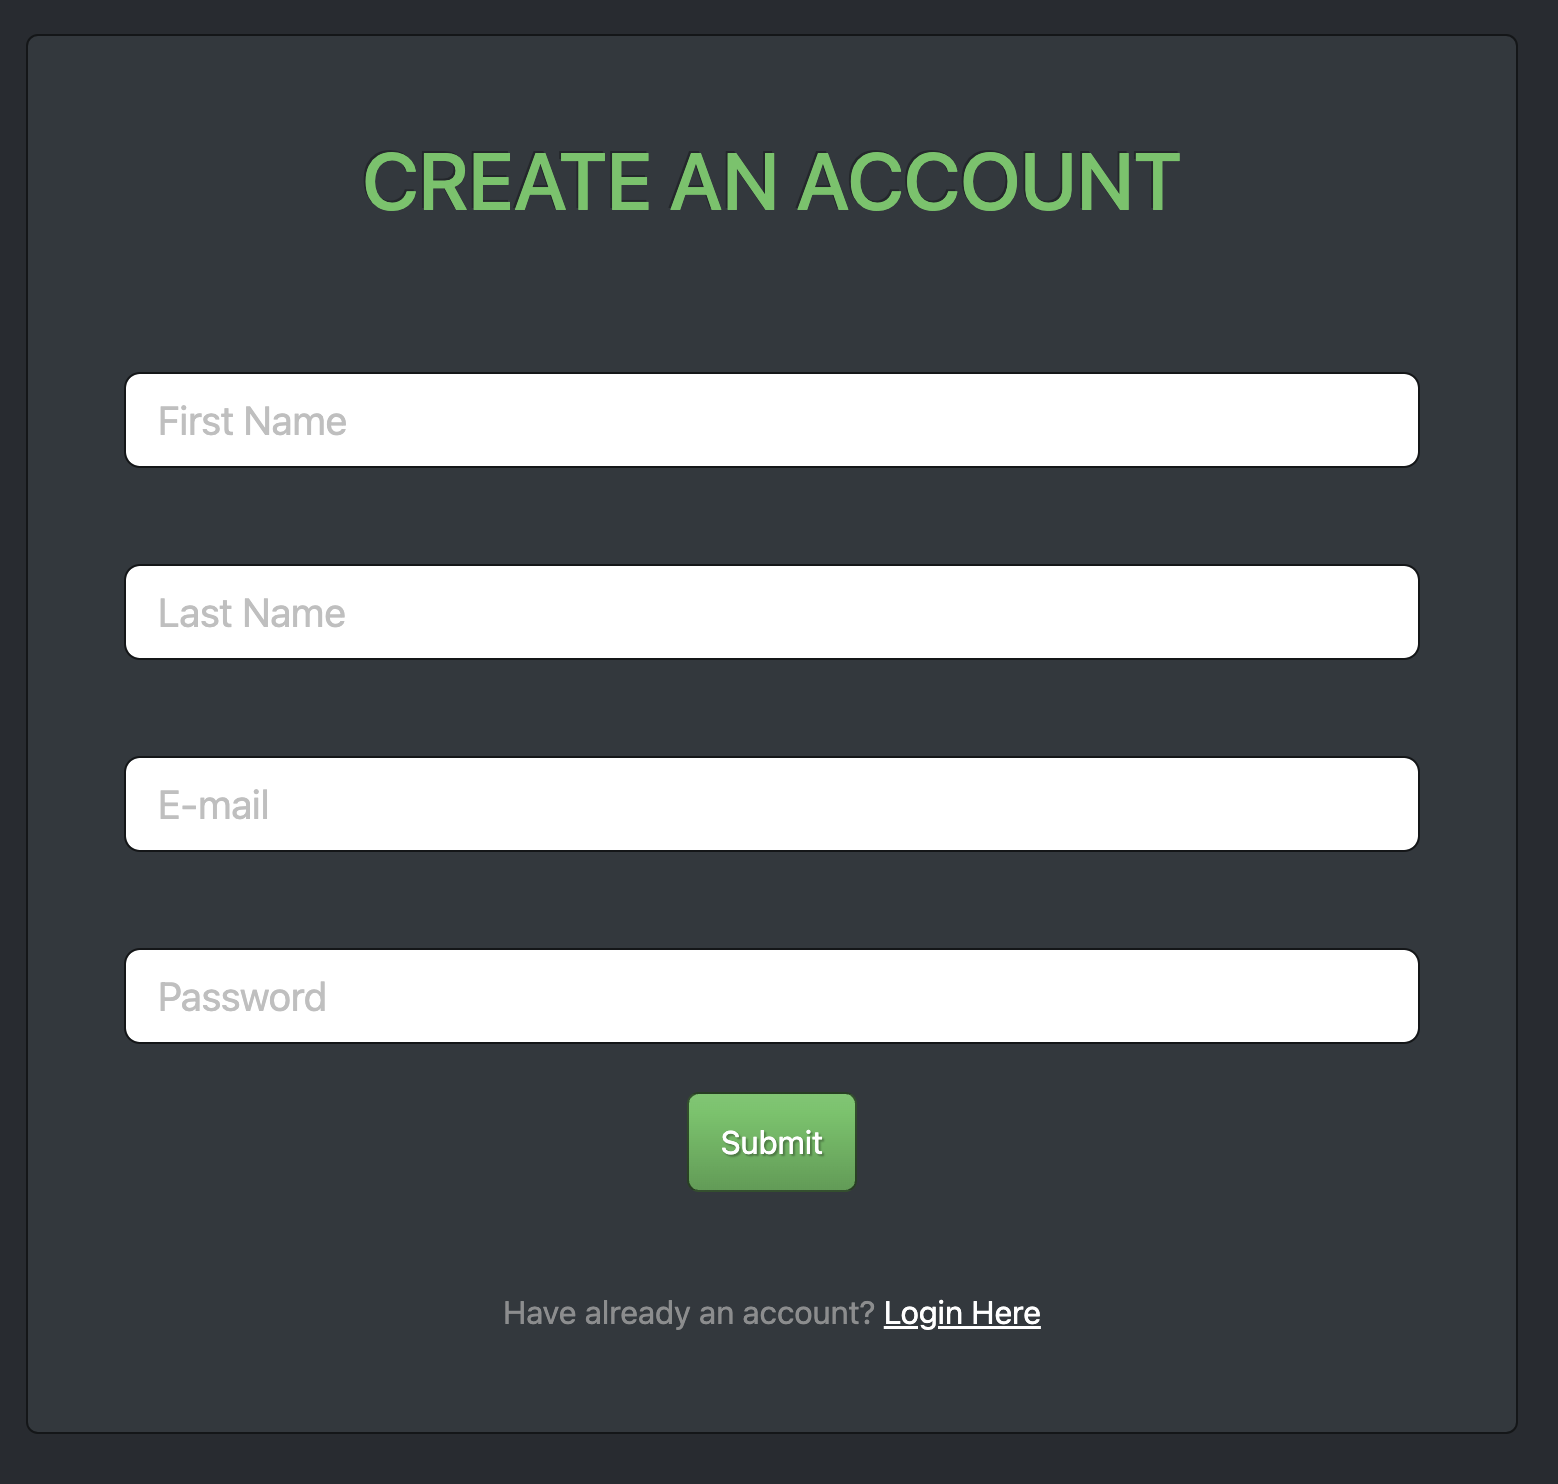 CREATE AN ACCOUNT
First Name
Last Name
E-mail
Password
Submit
Have already an account? Login Here